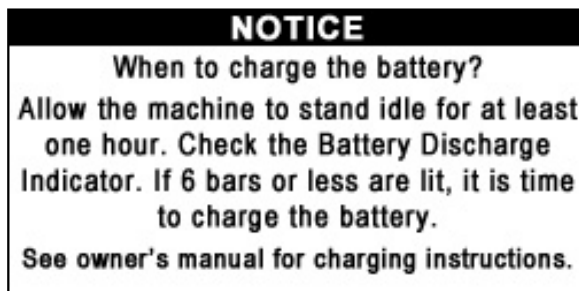 NOTICE
When to charge the battery?
Allow the machine to stand idle for at least
one hour. Check the Battery Discharge
Indicator. If 6 bars or less are lit, it is time
to charge the battery.
See owner's manual for charging instructions.